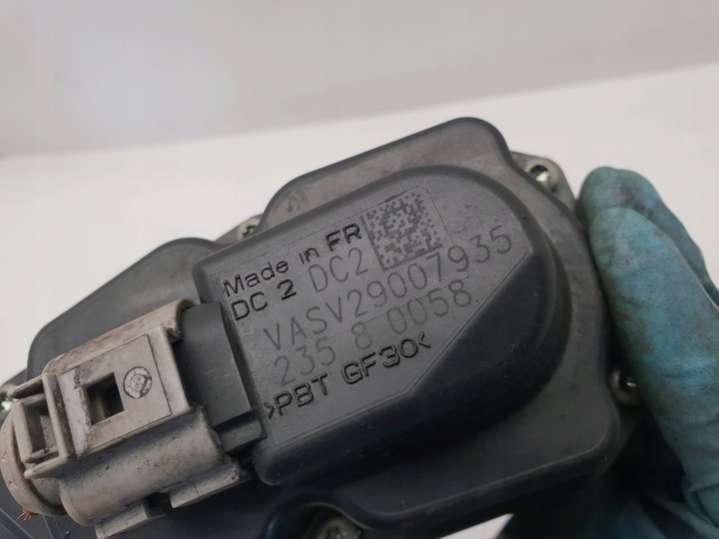 Made in FR
DC 2 DC2
VASV29007935
235 8 0058
>PBT GF30<